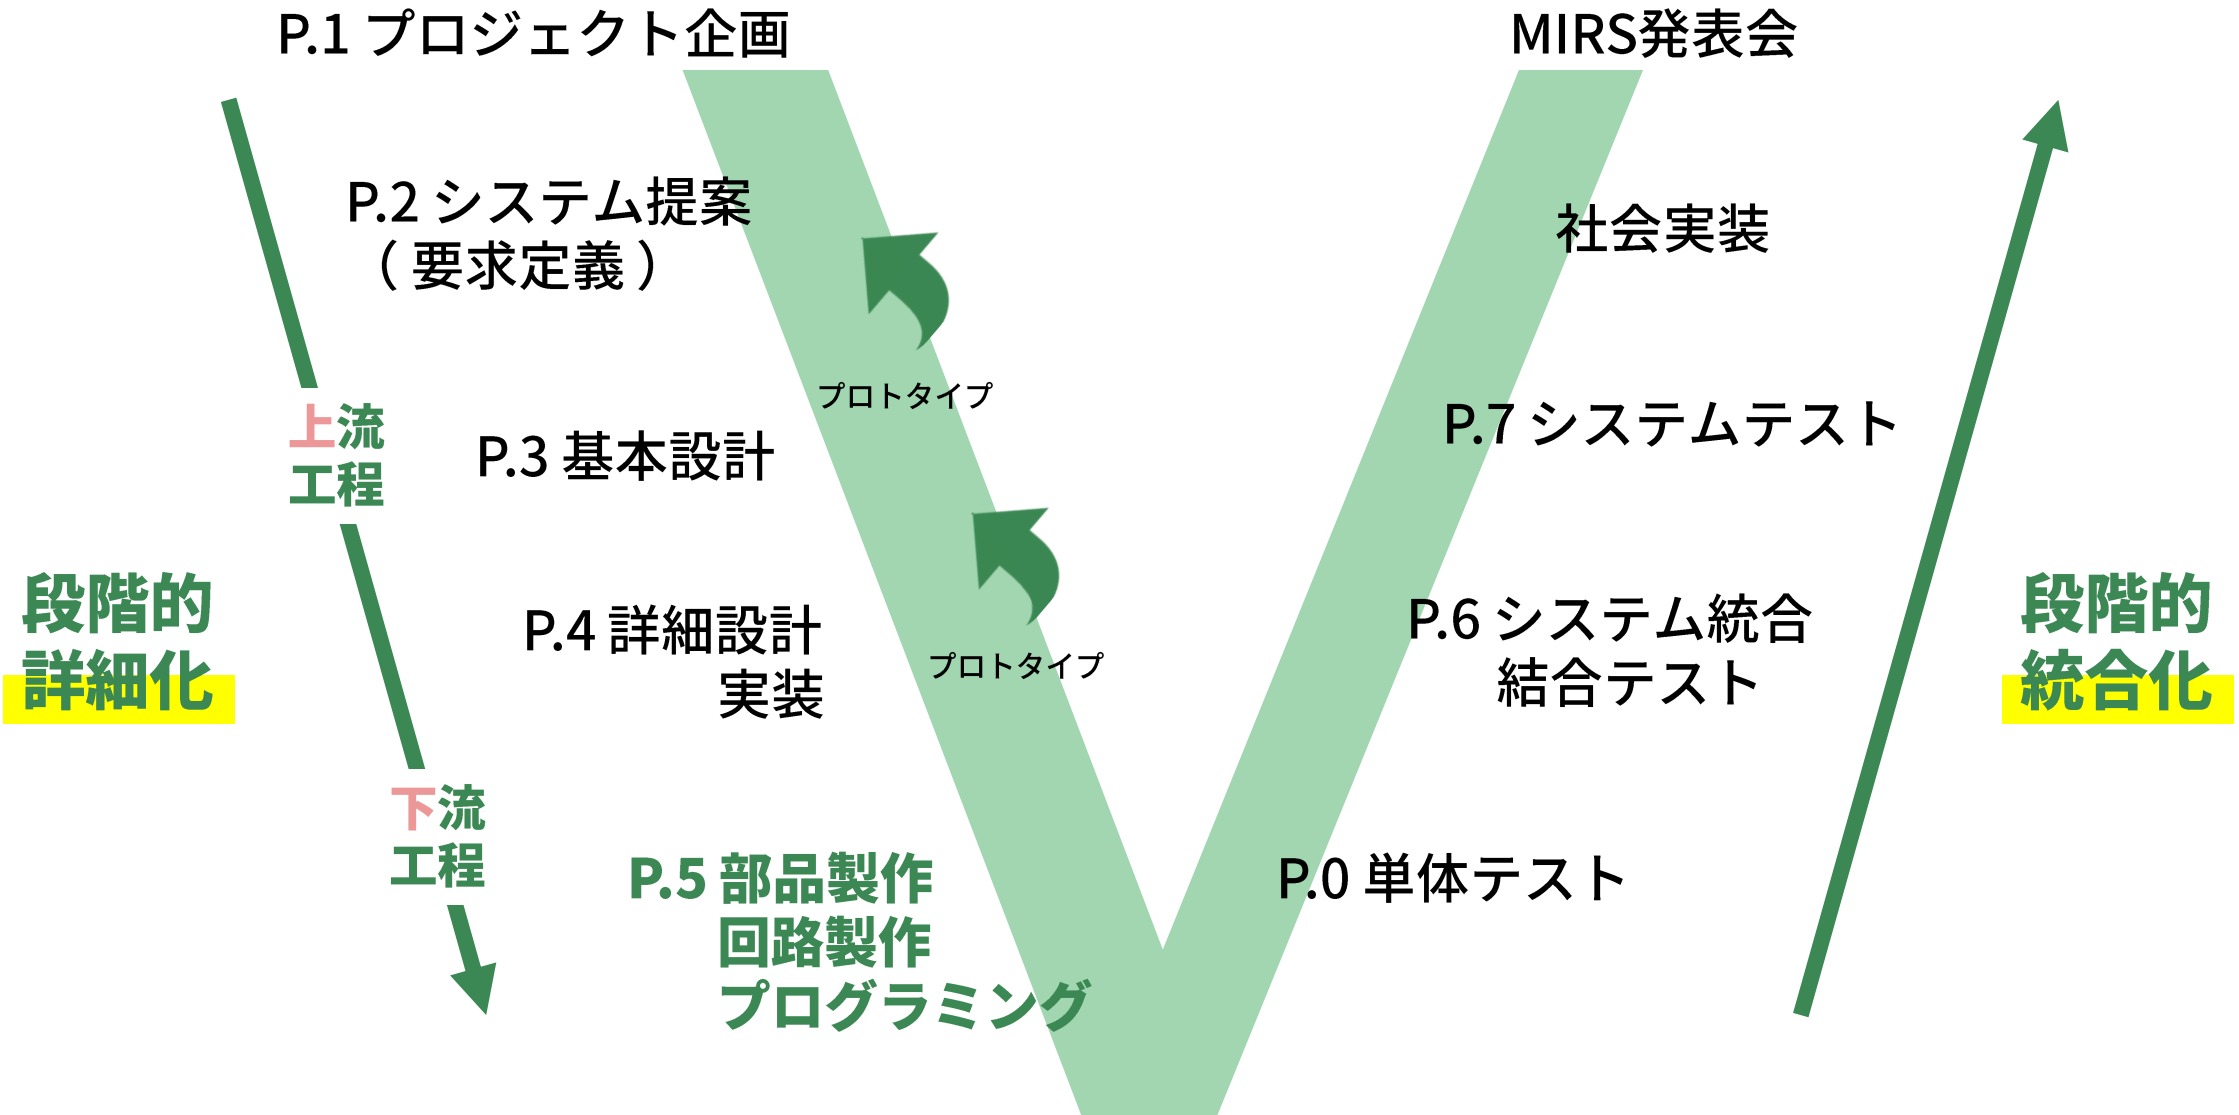 P.1 プロジェクト企画
P.2 システム提案
（ 要求定義 ）
プロトタイプ
P.3 基本設計
プロトタイプ
P.4 詳細設計
実装
P.5 部品製作
回路製作
プログラミング
上流
工程
下流
工程
段階的
詳細化
MIRS発表会
社会実装
P.7 システムテスト
P.6 システム統合
結合テスト
P.0 単体テスト
段階的
統合化